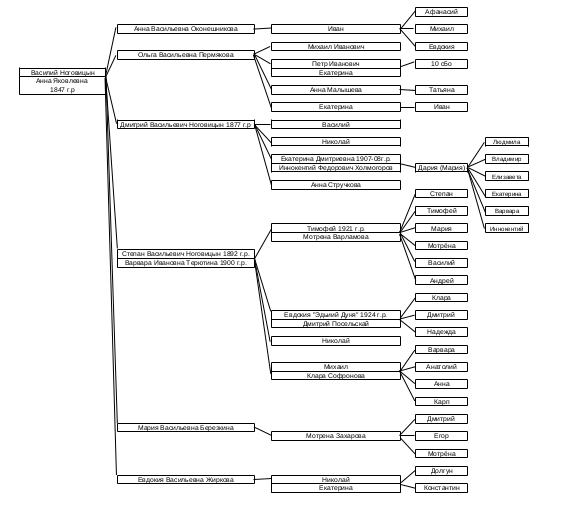 Афанасий
Анна Васильевна Оконешникова
Иван
Михаил
Евдокия
Михаил Иванович
Ольга Васильевна Пермякова
Петр Иванович
Екатерина
10 сбо
Василий Ноговицын
Анна Яковлевна
1847 г.р
Анна Малышева
Татьяна
Екатерина
Иван
Дмитрий Васильевич Ноговицын 1877 г.р
Василий
Николай
Людмила
Екатерина Дмитриевна 1907-08г.р.
Иннокентий Федорович Холмогоров
Дария (Мария)
Владимир
Елизавета
Анна Стручкова
Екатерина
Степан
Варвара
Тимофей
Иннокентий
Тимофей 1921 г.р.
Мотрена Варламова
Мария
Мотрёна
Степан Васильевич Ноговицын 1892 г.р.
Варвара Ивановна Терютина 1900 г.р.
Василий
Андрей
Клара
Евдокия "Эдьиий Дуня" 1924 г.р.
Дмитрий Посельскай
Дмитрий
Надежда
Николай
Варвара
Михаил
Клара Софронова
Анатолий
Анна
Карл
Дмитрий
Мария Васильевна Березкина
Мотрена Захарова
Егор
Мотрёна
Долгун
Евдокия Васильевна Жиркова
Николай
Екатерина
Константин